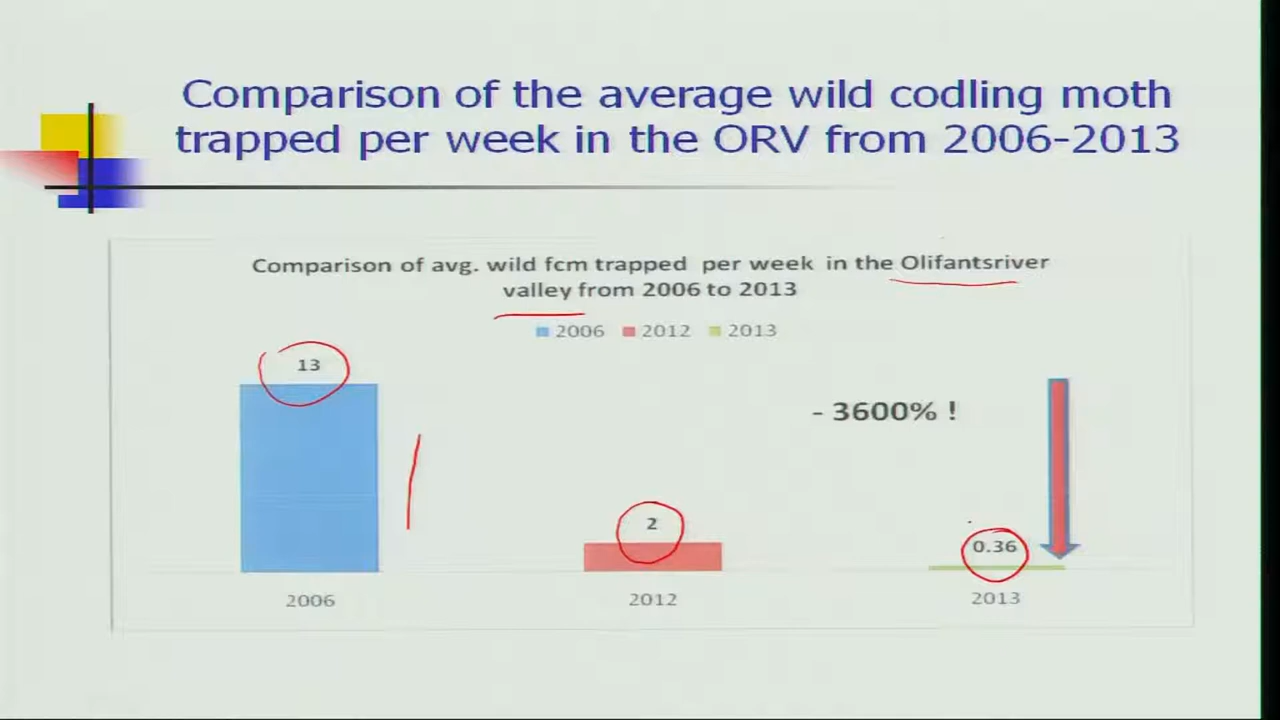 Comparison of the average wild codling moth
trapped per week in the ORV from 2006-2013
Comparison of avg. wild fcm trapped per week in the Olifantsriver
valley from 2006 to 2013
2006 2012 2013
13
- 3600% !
2
0.36
2006 2012 2013